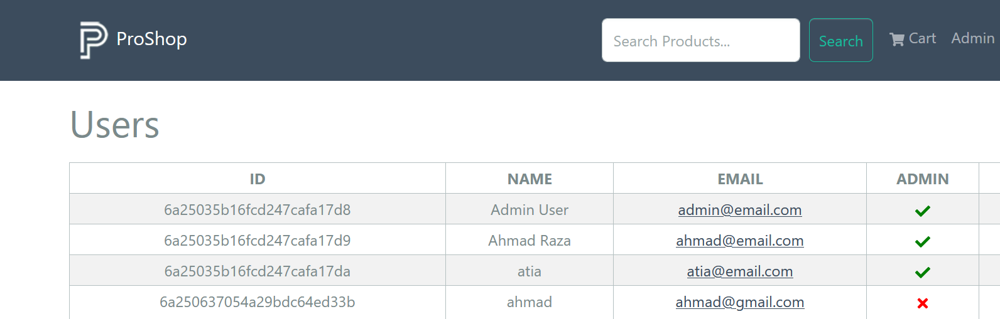 ProShop Search Products... Search Cart Admin
Users
ID NAME EMAIL ADMIN
6a25035b16fcd247cafa17d8 Admin User admin@email.com
6a25035b16fcd247cafa17d9 Ahmad Raza ahmad@email.com
6a25035b16fcd247cafa17da atia atia@email.com
6a250637054a29bdc64ed33b ahmad ahmad@gmail.com